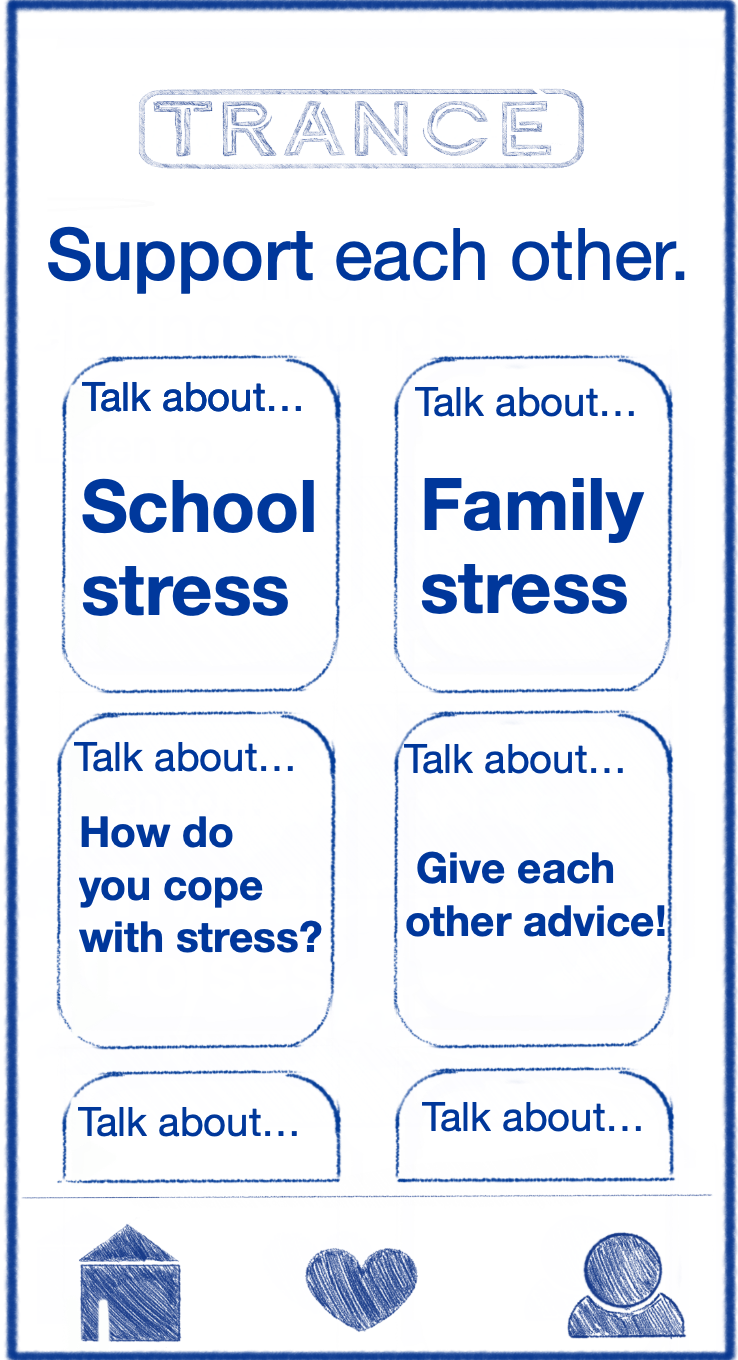 TRANCE
Support each other.
Talk about...
School
stress
Talk about...
Family
stress
Talk about...
How do
you cope
with stress?
Talk about...
Give each
other advice!
Talk about...
Talk about...